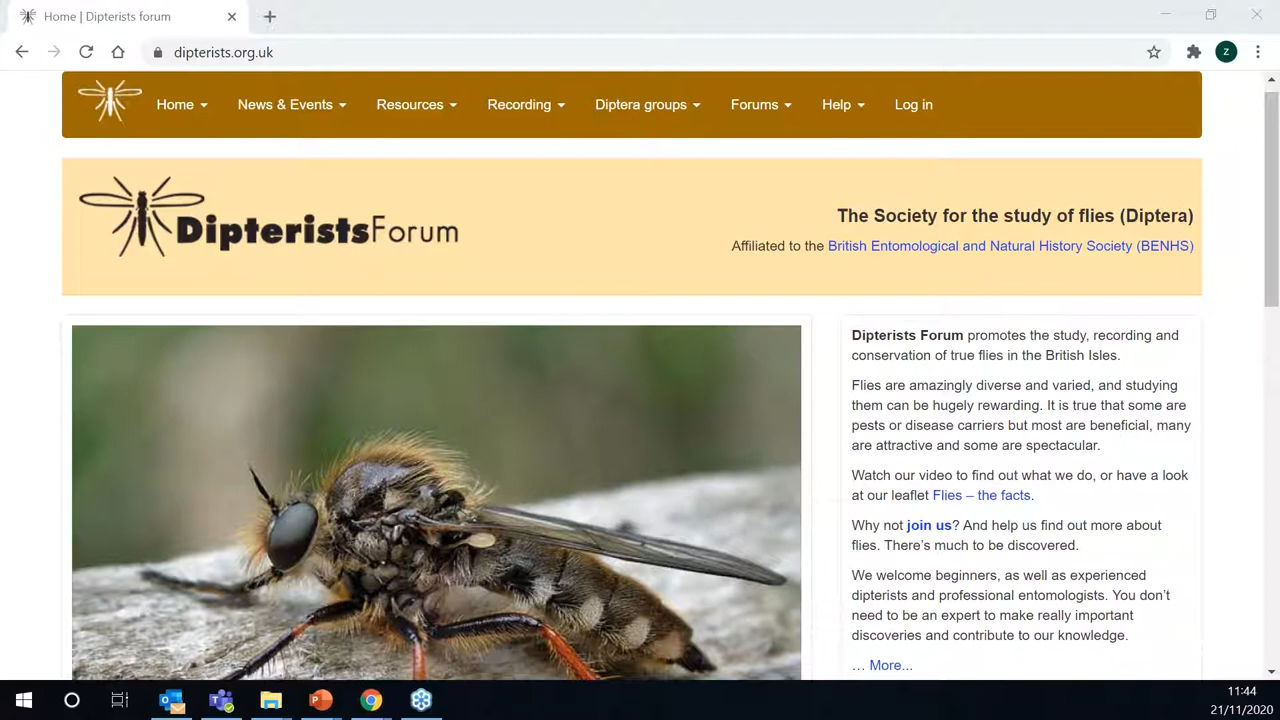 Home | Dipterists forum
dipterists.org.uk
Z
Home News & Events Resources Recording Diptera groups Forums Help Log in
DipteristsForum
The Society for the study of flies (Diptera)
Affiliated to the British Entomological and Natural History Society (BENHS)
Dipterists Forum promotes the study, recording and
conservation of true flies in the British Isles.
Flies are amazingly diverse and varied, and studying
them can be hugely rewarding. It is true that some are
pests or disease carriers but most are beneficial, many
are attractive and some are spectacular.
Watch our video to find out what we do, or have a look
at our leaflet Flies – the facts.
Why not join us? And help us find out more about
flies. There’s much to be discovered.
We welcome beginners, as well as experienced
dipterists and professional entomologists. You don’t
need to be an expert to make really important
discoveries and contribute to our knowledge.
… More...
11:44
21/11/2020